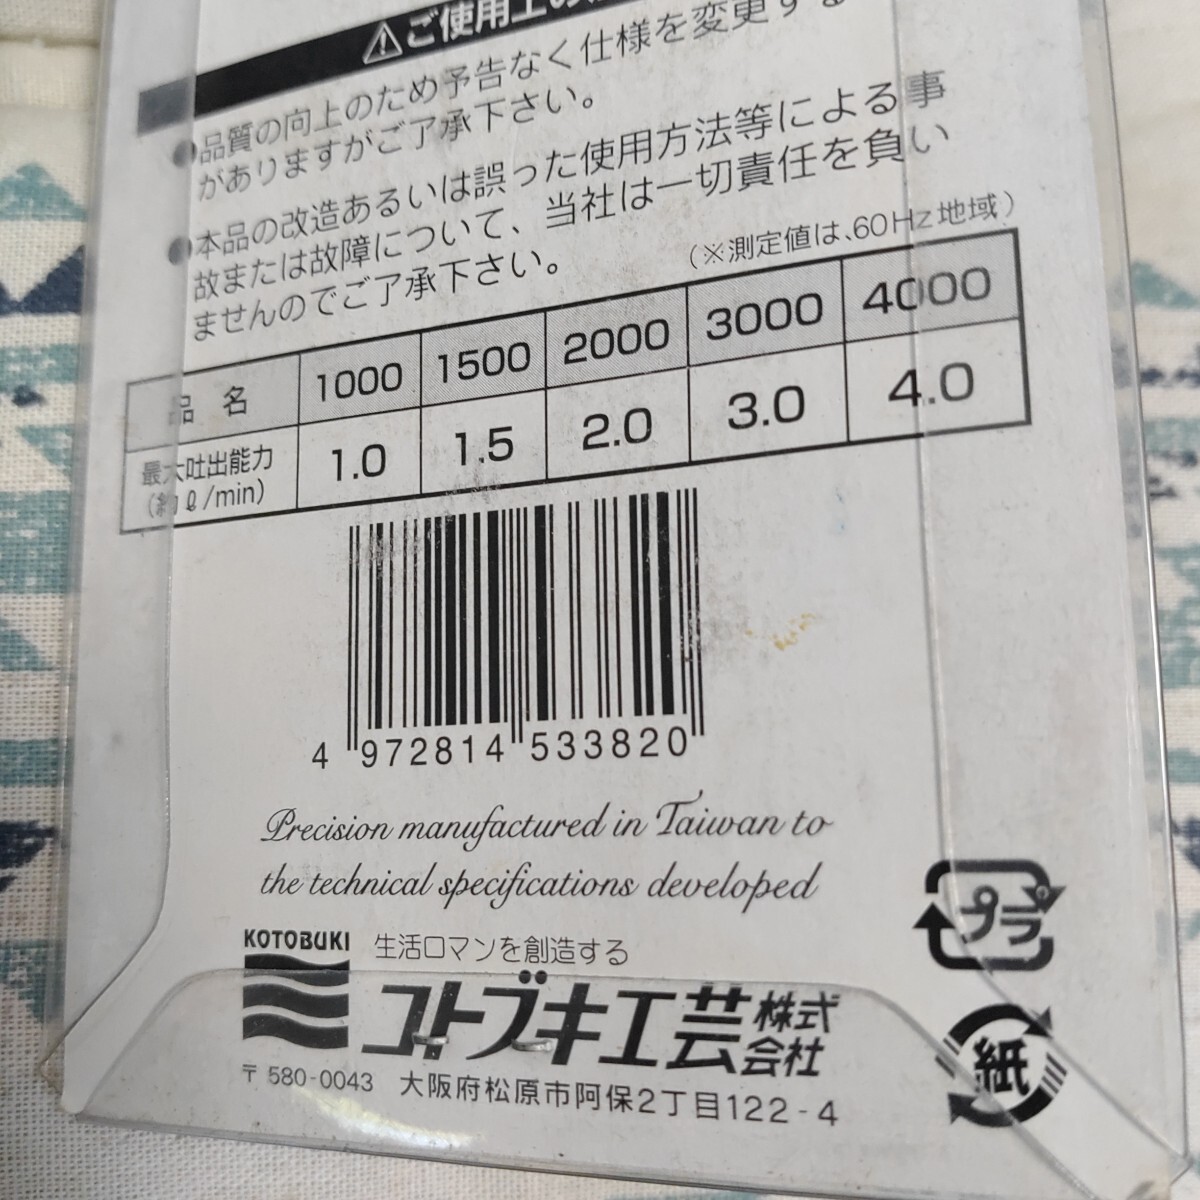 ⚠ご使用上の
●品質の向上のため予告なく仕様を変更する
がありますがご了承下さい。
●本品の改造あるいは誤った使用方法等による事
故または故障について、当社は一切責任を負い
ませんのでご了承下さい。
(※測定値は、60Hz地域)
品 名 1000 1500 2000 3000 4000
最大吐出能力 1.0 1.5 2.0 3.0 4.0
(約ℓ/min)
4 972814 533820
Precision manufactured in Taiwan to
the technical specifications developed
KOTOBUKI 生活ロマンを創造する
コトブキ工芸株式会社
〒580-0043 大阪府松原市阿保2丁目122-4
プラ
紙